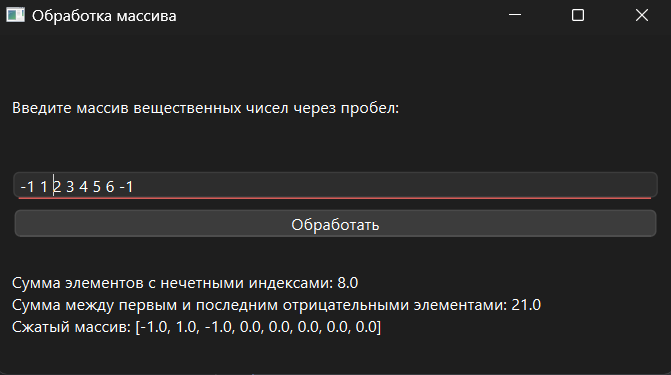 Обработка массива
Введите массив вещественных чисел через пробел:
-1 1 2 3 4 5 6 -1
Обработать
Сумма элементов с нечетными индексами: 8.0
Сумма между первым и последним отрицательными элементами: 21.0
Сжатый массив: [-1.0, 1.0, -1.0, 0.0, 0.0, 0.0, 0.0, 0.0]